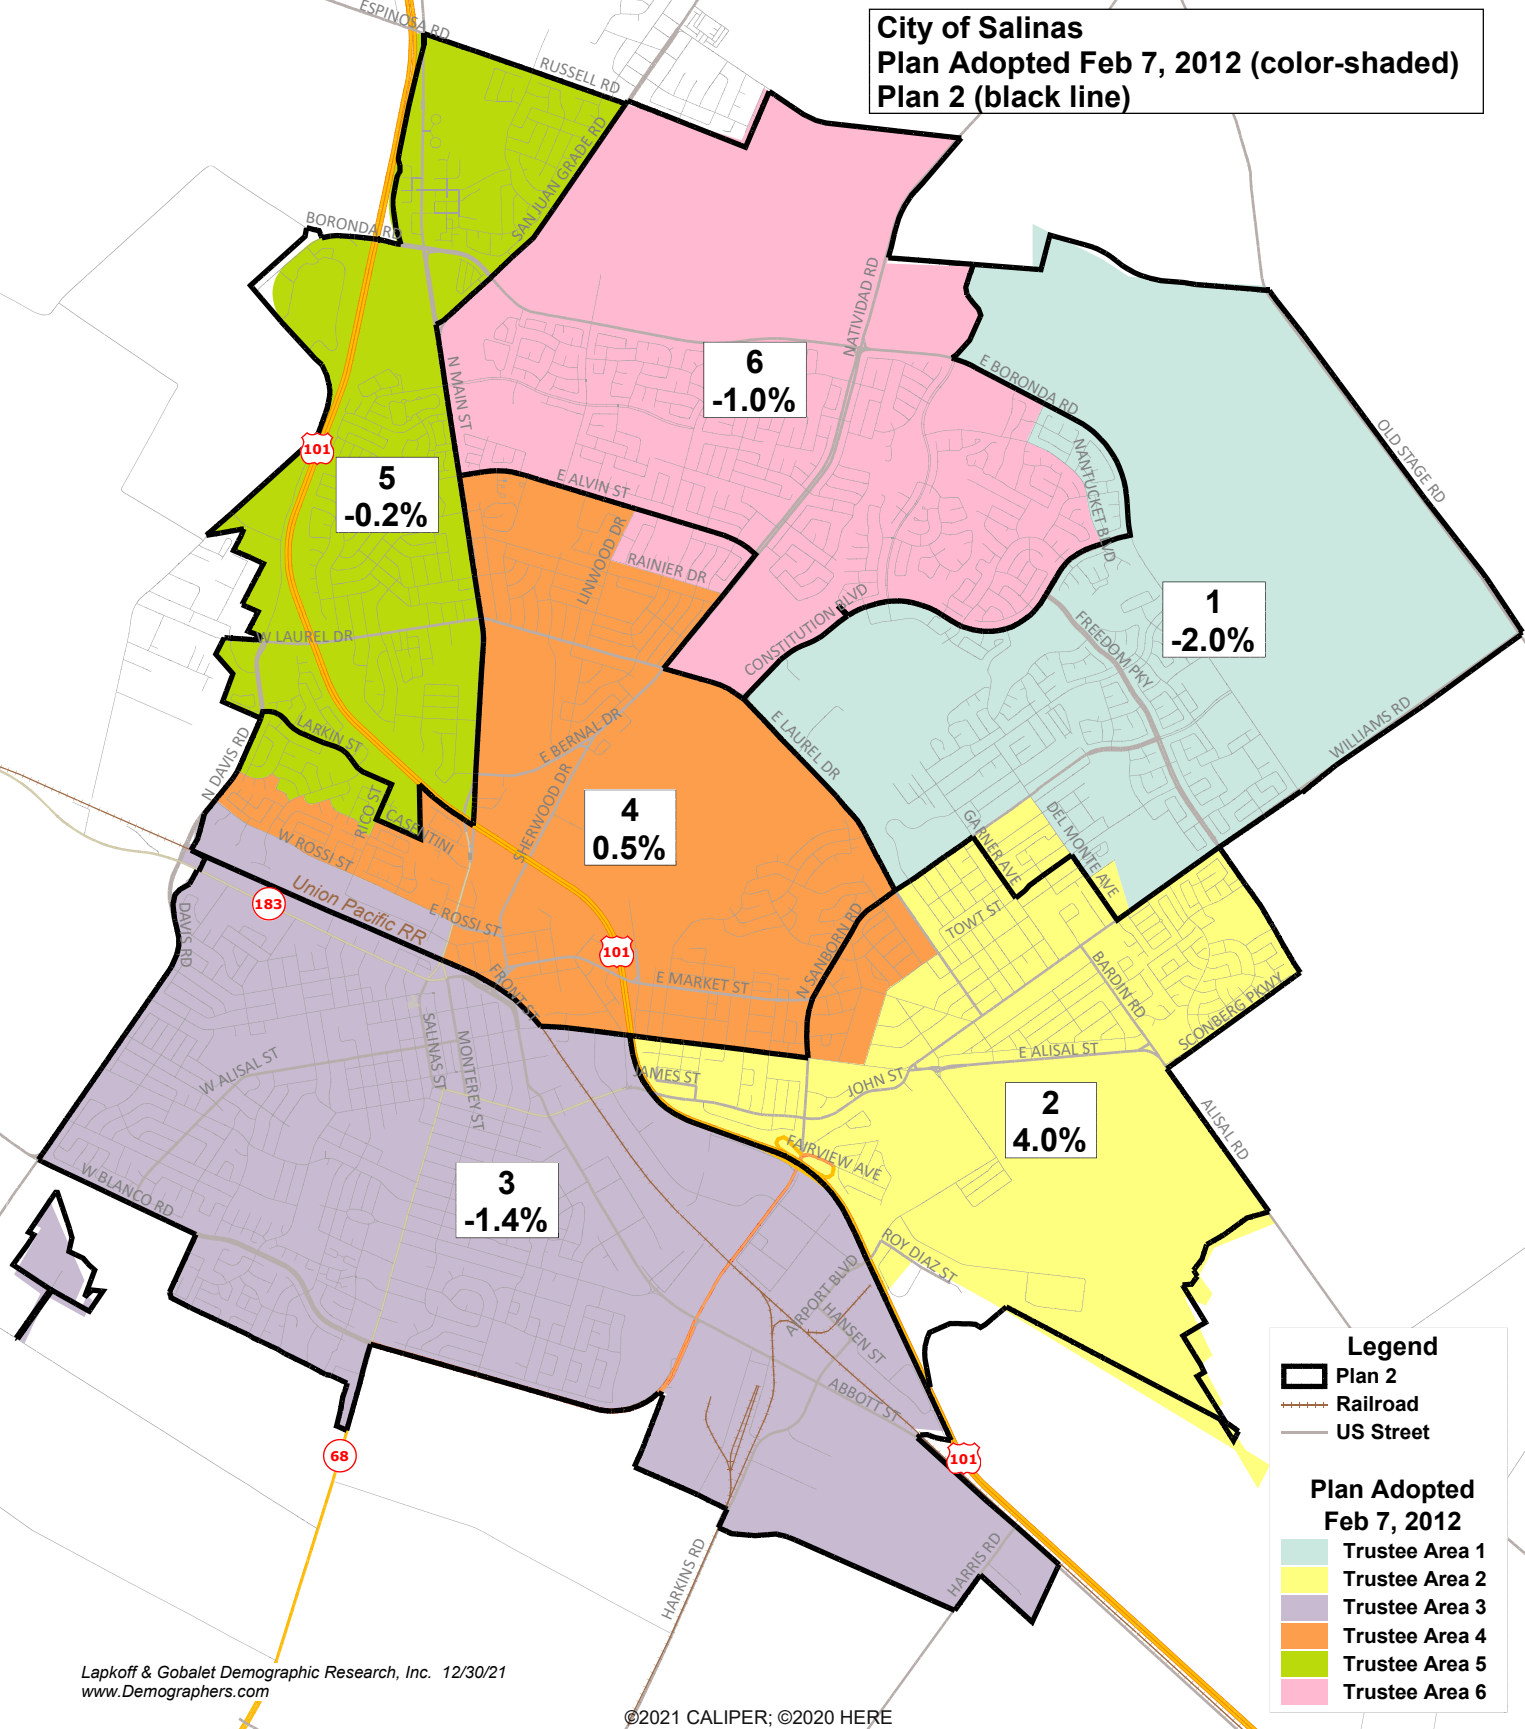 City of Salinas
Plan Adopted Feb 7, 2012 (color-shaded)
Plan 2 (black line)
ESPINOSA RD
RUSSELL RD
SAN JUAN GRADE RD
BORONDA RD
NATIVIDAD RD
6
-1.0%
N MAIN ST
E BORONDA RD
OLD STAGE RD
101
5
-0.2%
E ALVIN ST
NANTUCKET BLVD
LINWOOD DR
RAINIER DR
CONSTITUTION BLVD
1
-2.0%
FREEDOM PKY
W LAUREL DR
LARKIN ST
N DAVIS RD
E BERNAL DR
E LAUREL DR
WILLIAMS RD
SHERWOOD DR
4
0.5%
RICO ST
CASENTINI
W ROSSI ST
GARNER AVE
DEL MONTE AVE
Union Pacific RR
183
E ROSSI ST
TOWT ST
DAVIS RD
101
N SANBORN RD
E MARKET ST
FRONT ST
BARDIN RD
SCONBERG PKWY
SALINAS ST
MONTEREY ST
W ALISAL ST
JAMES ST
JOHN ST
E ALISAL ST
2
4.0%
ALISAL RD
FAIRVIEW AVE
W BLANCO RD
3
-1.4%
ROY DIAZ ST
AIRPORT BLVD
HANSEN ST
ABBOTT ST
68
101
HARKINS RD
HARRIS RD
Legend
Plan 2
Railroad
US Street
Plan Adopted
Feb 7, 2012
Trustee Area 1
Trustee Area 2
Trustee Area 3
Trustee Area 4
Trustee Area 5
Trustee Area 6
Lapkoff & Gobalet Demographic Research, Inc.  12/30/21
www.Demographers.com
©2021 CALIPER; ©2020 HERE